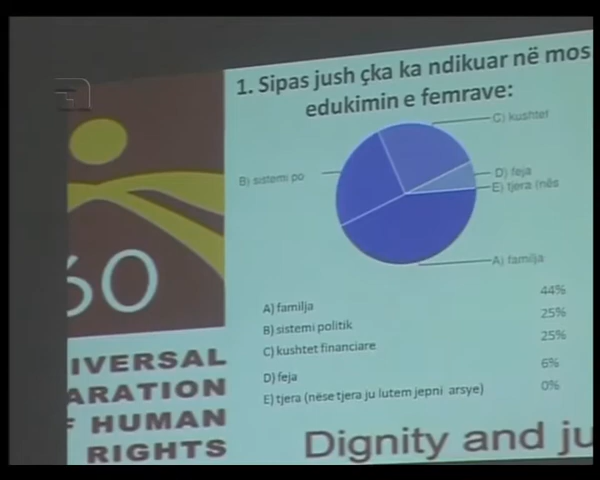 1. Sipas jush çka ka ndikuar në mos
edukimin e femrave:
C) kushtet
B) sistemi po
D) feja
E) tjera (nës
A) familja
A) familja 44%
B) sistemi politik 25%
C) kushtet financiare 25%
D) feja 6%
E) tjera (nëse tjera ju lutem jepni arsye) 0%
60
IVERSAL
ARATION
F HUMAN
RIGHTS
Dignity and ju